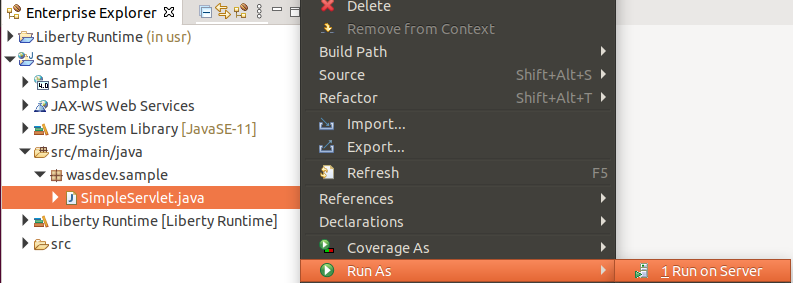 Enterprise Explorer
Liberty Runtime (in usr)
Sample1
4.0 Sample1
JAX-WS Web Services
JRE System Library [JavaSE-11]
src/main/java
wasdev.sample
J SimpleServlet.java
Liberty Runtime [Liberty Runtime]
src
Delete
Remove from Context
Build Path
Source Shift+Alt+S
Refactor Shift+Alt+T
Import...
Export...
Refresh F5
References
Declarations
Coverage As
Run As
1 Run on Server